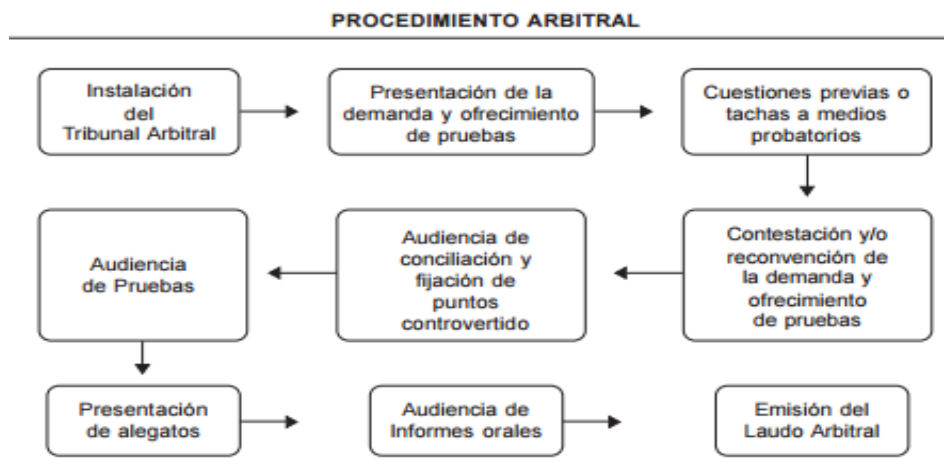 PROCEDIMIENTO ARBITRAL
Instalación
del
Tribunal Arbitral
Presentación de la
demanda y ofrecimiento
de pruebas
Cuestiones previas o
tachas a medios
probatorios
Contestación y/o
reconvención de
la demanda y
ofrecimiento
de pruebas
Audiencia de
conciliación y
fijación de
puntos
controvertido
Audiencia
de Pruebas
Presentación
de alegatos
Audiencia de
Informes orales
Emisión del
Laudo Arbitral